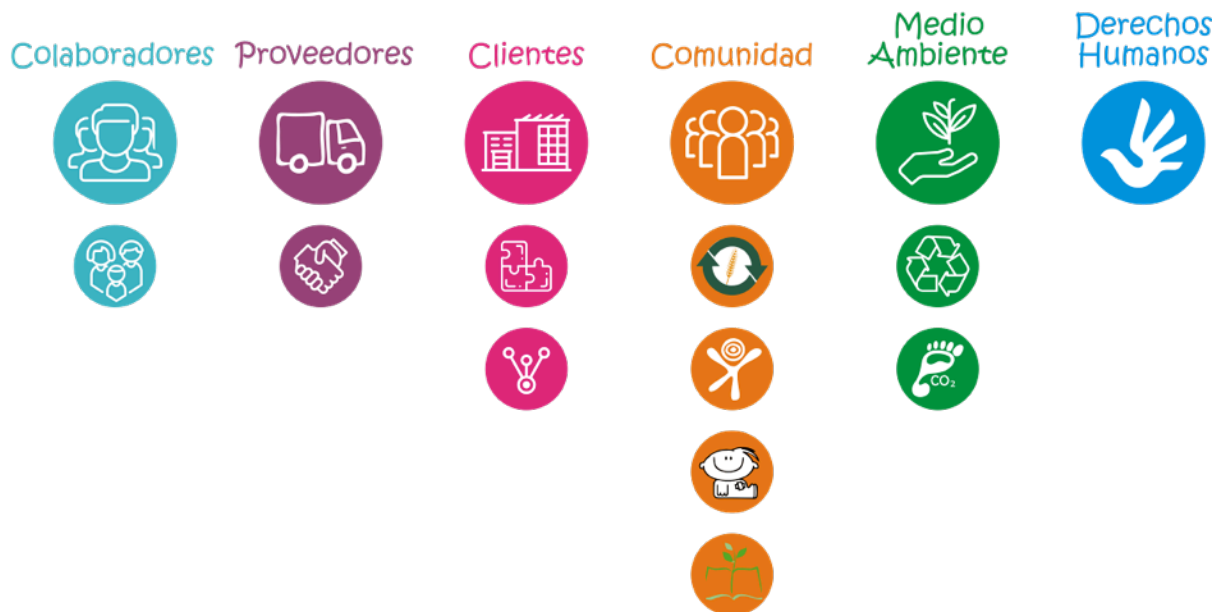 Colaboradores
Proveedores
Clientes
Comunidad
Medio
Ambiente
Derechos
Humanos
CO₂